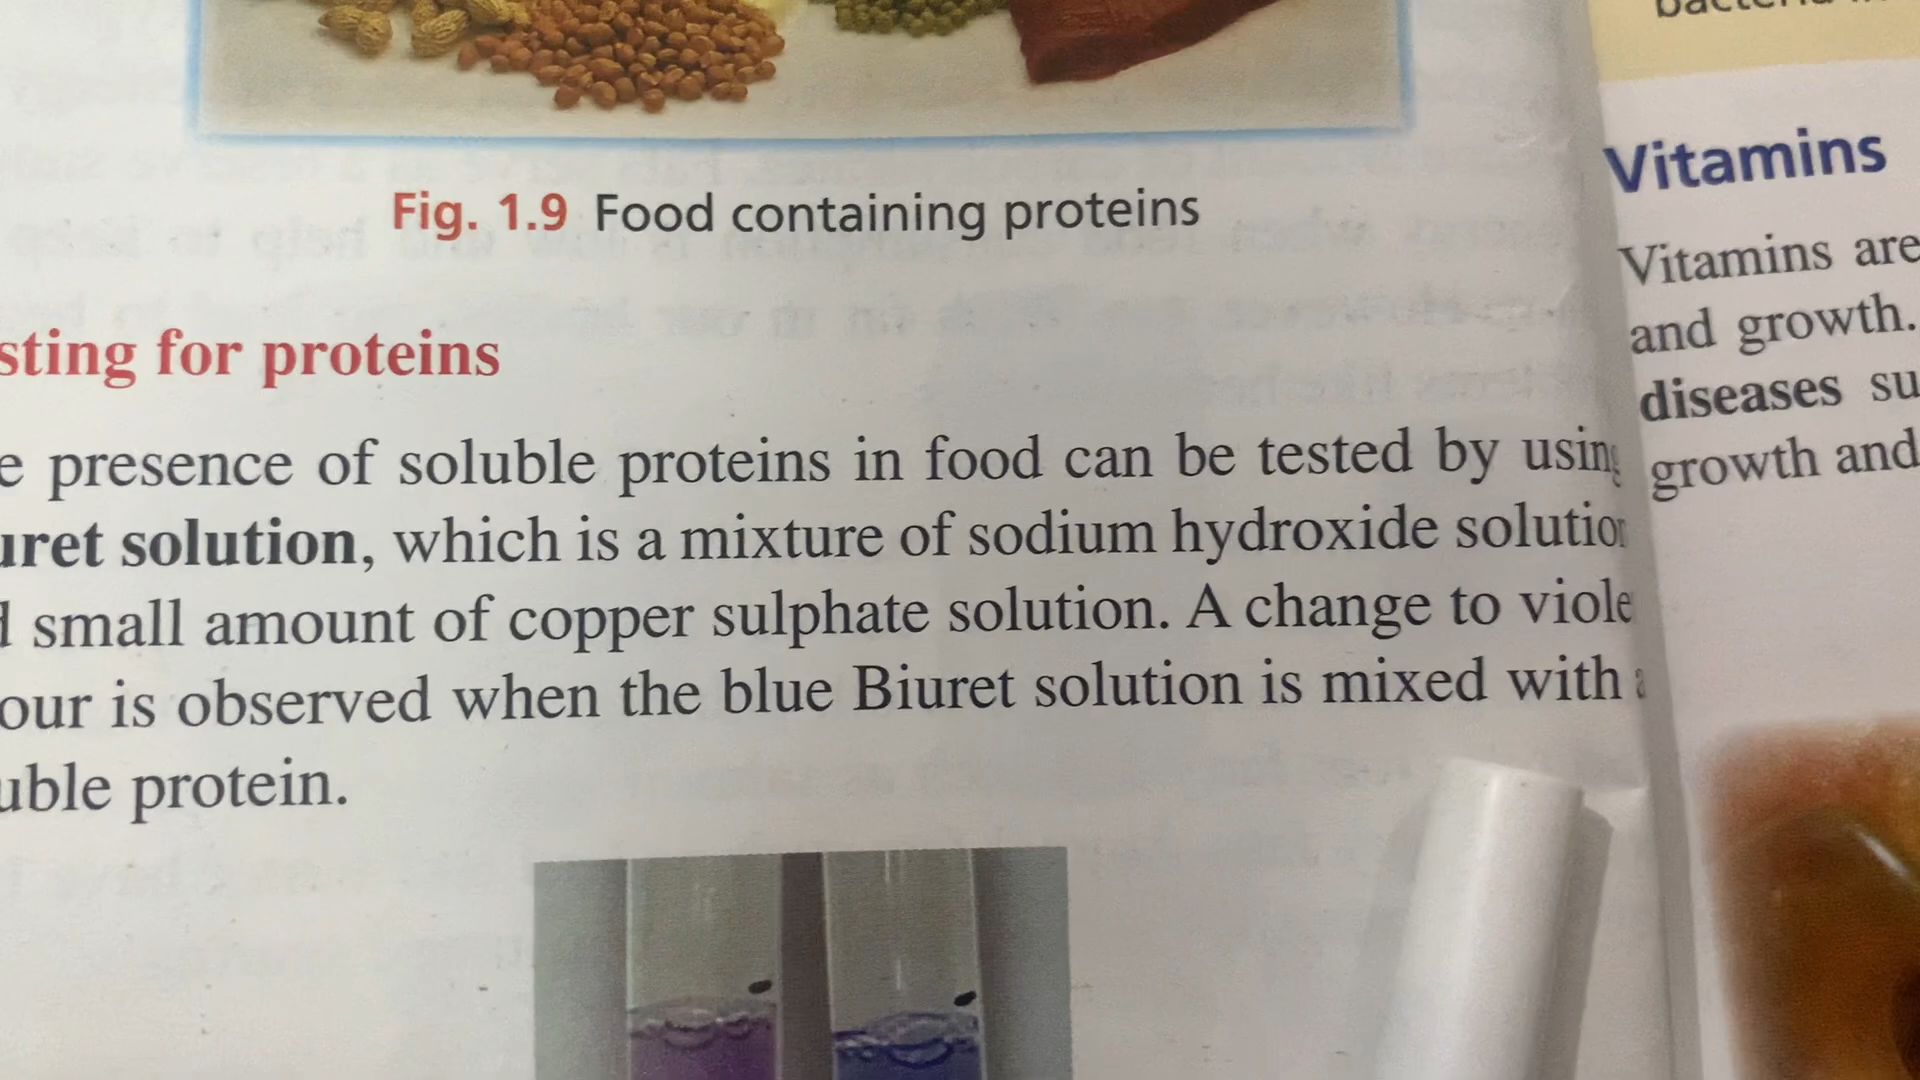 Fig. 1.9 Food containing proteins
sting for proteins
e presence of soluble proteins in food can be tested by using
uret solution, which is a mixture of sodium hydroxide solution
d small amount of copper sulphate solution. A change to viole
our is observed when the blue Biuret solution is mixed with a
uble protein.
Vitamins
Vitamins are
and growth.
diseases su
growth and